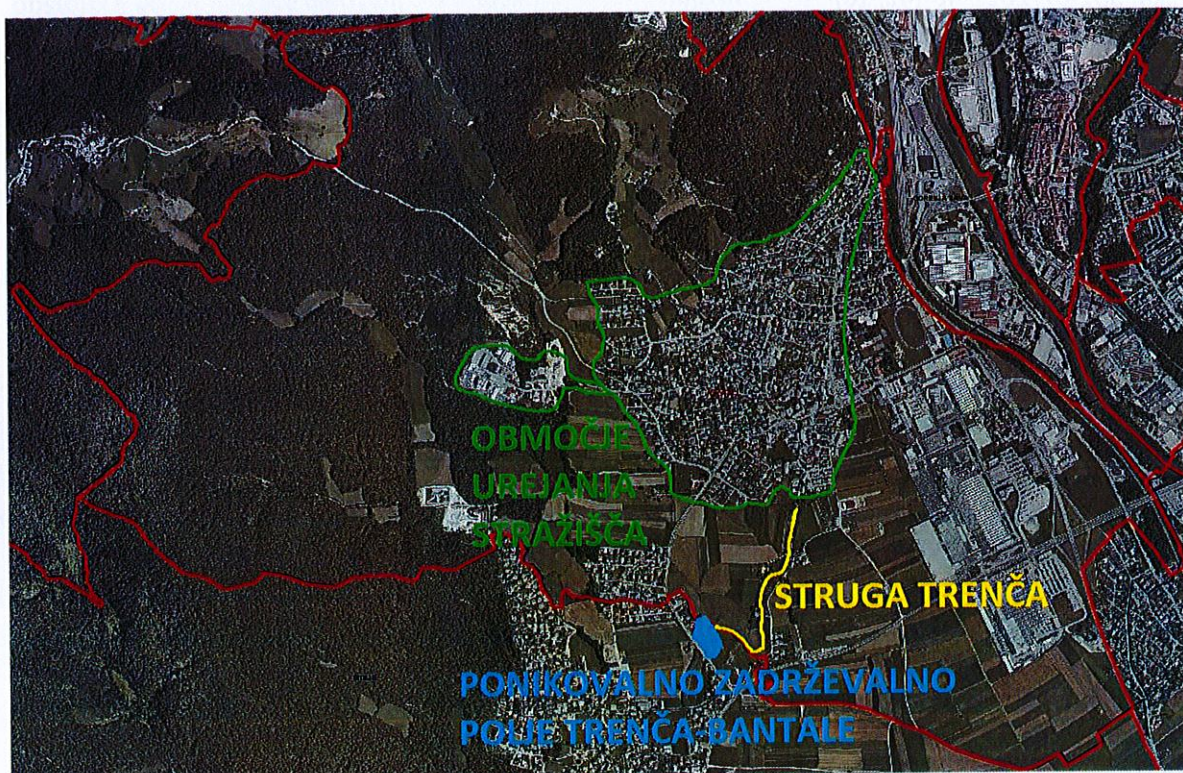 OBMOČJE
UREJANJA
STRAŽIŠČA
STRUGA TRENČA
PONIKOVALNO ZADRŽEVALNO
POLJE TRENČA-BANTALE